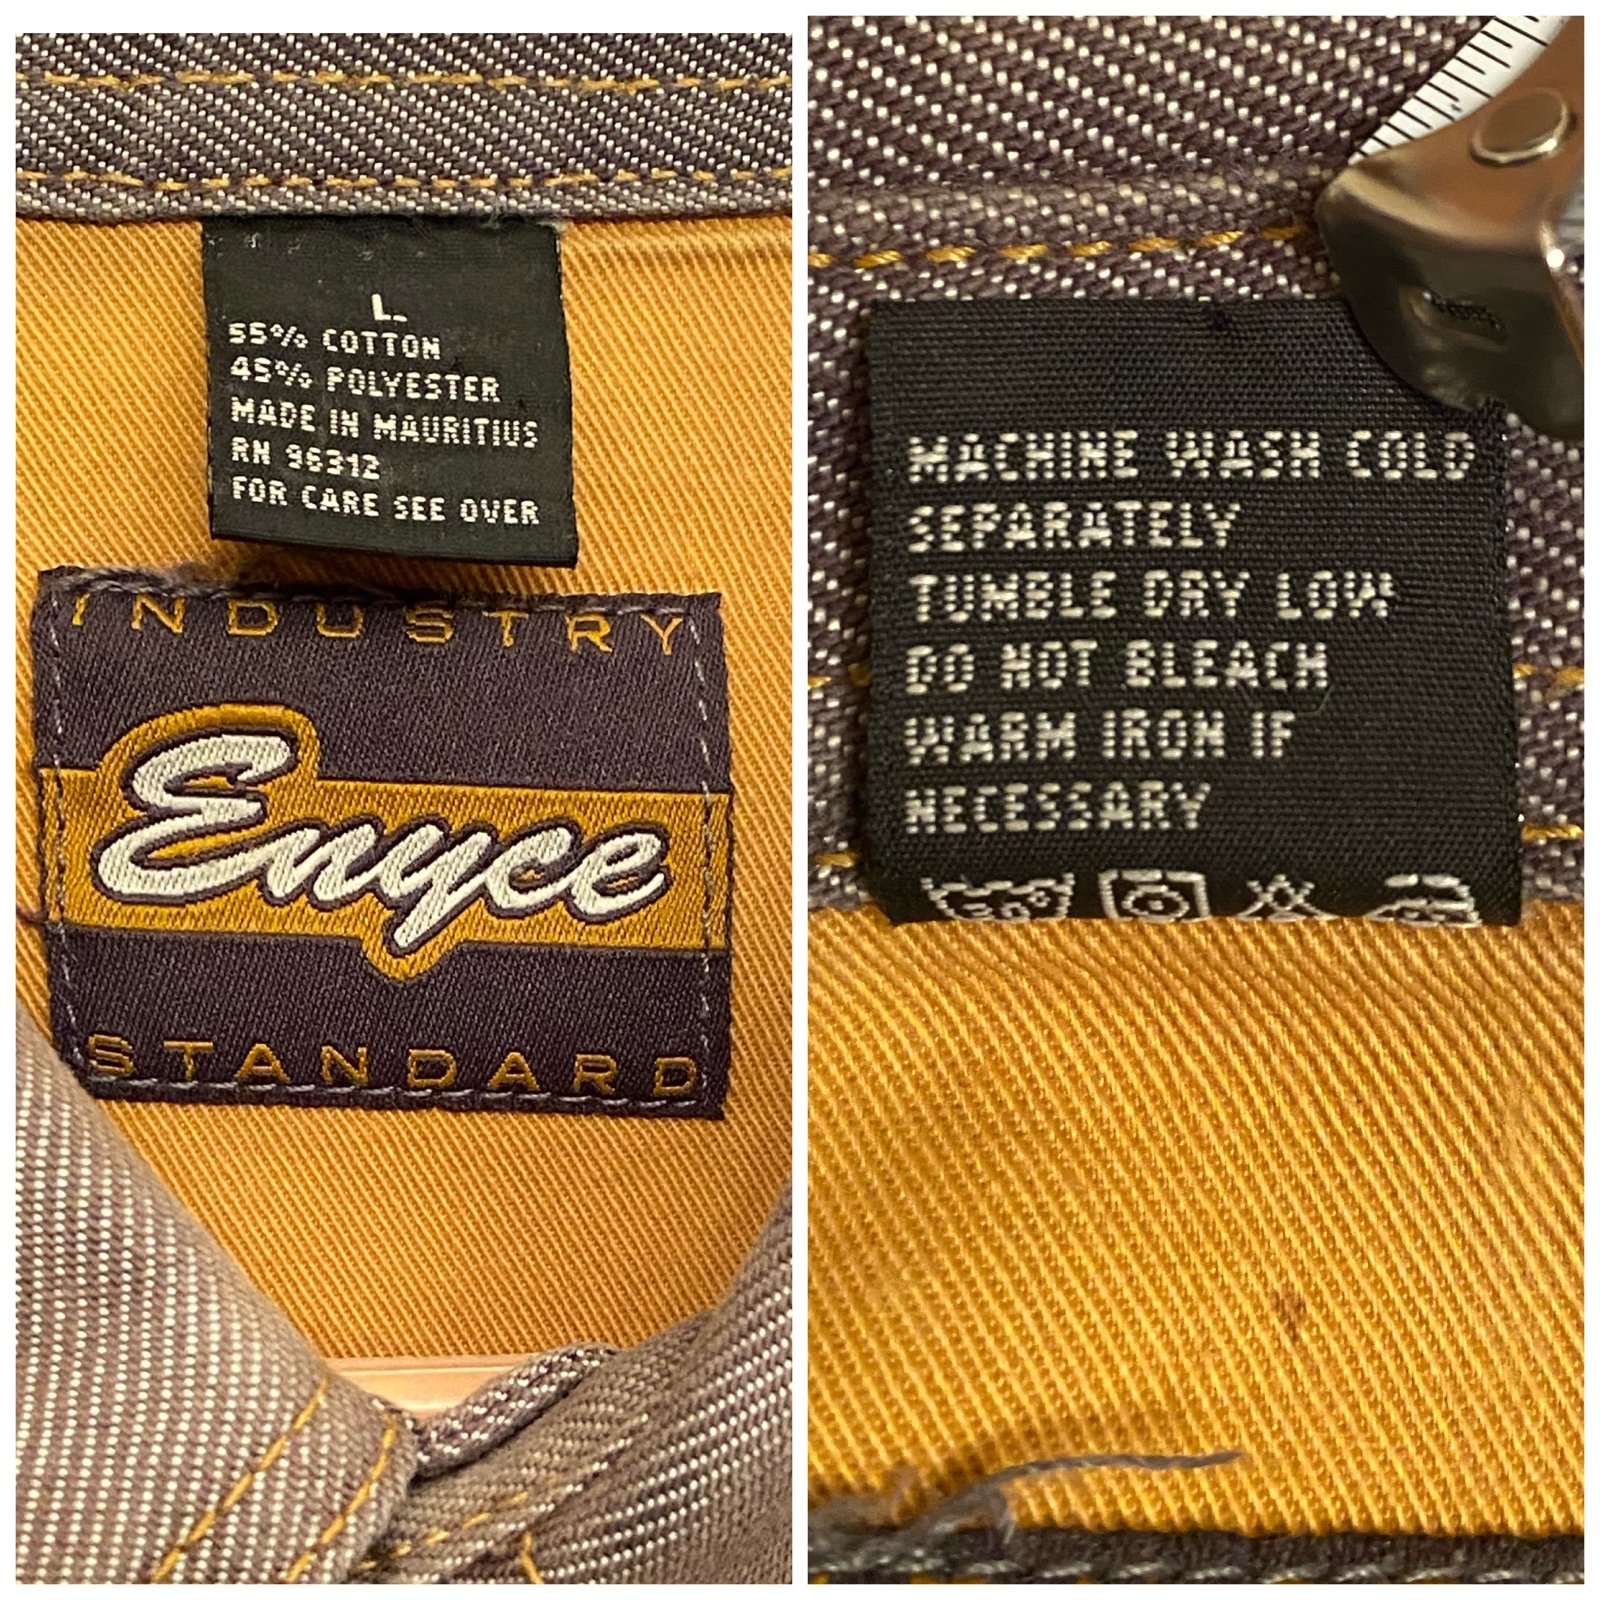 L
55% COTTON
45% POLYESTER
MADE IN MAURITIUS
RN 96312
FOR CARE SEE OVER
INDUSTRY
Enyce
STANDARD
MACHINE WASH COLD
SEPARATELY
TUMBLE DRY LOW
DO NOT BLEACH
WARM IRON IF
NECESSARY